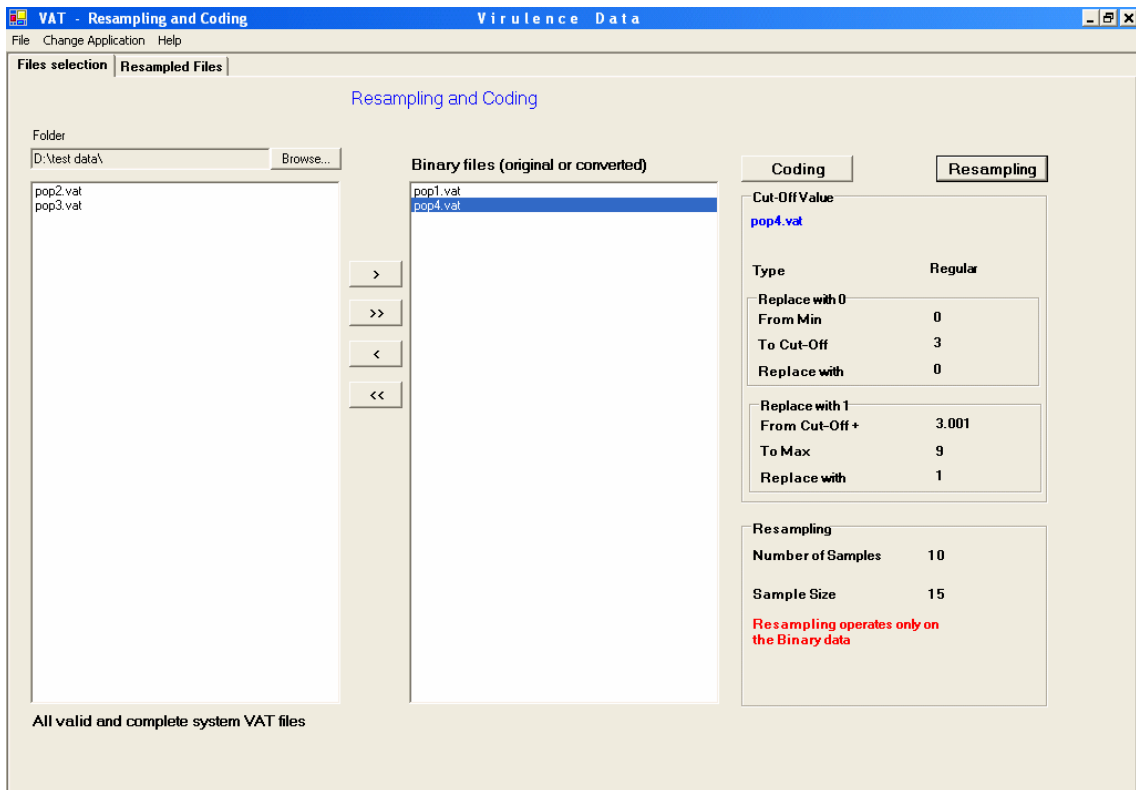 VAT - Resampling and Coding Virulence Data
File Change Application Help
Files selection Resampled Files
Resampling and Coding
Folder
D:\test data\ Browse...
pop2.vat
pop3.vat
Binary files (original or converted)
pop1.vat
pop4.vat
>
>>
<
<<
Coding Resampling
Cut-Off Value
pop4.vat
Type Regular
Replace with 0
From Min 0
To Cut-Off 3
Replace with 0
Replace with 1
From Cut-Off + 3.001
To Max 9
Replace with 1
Resampling
Number of Samples 10
Sample Size 15
Resampling operates only on
the Binary data
All valid and complete system VAT files